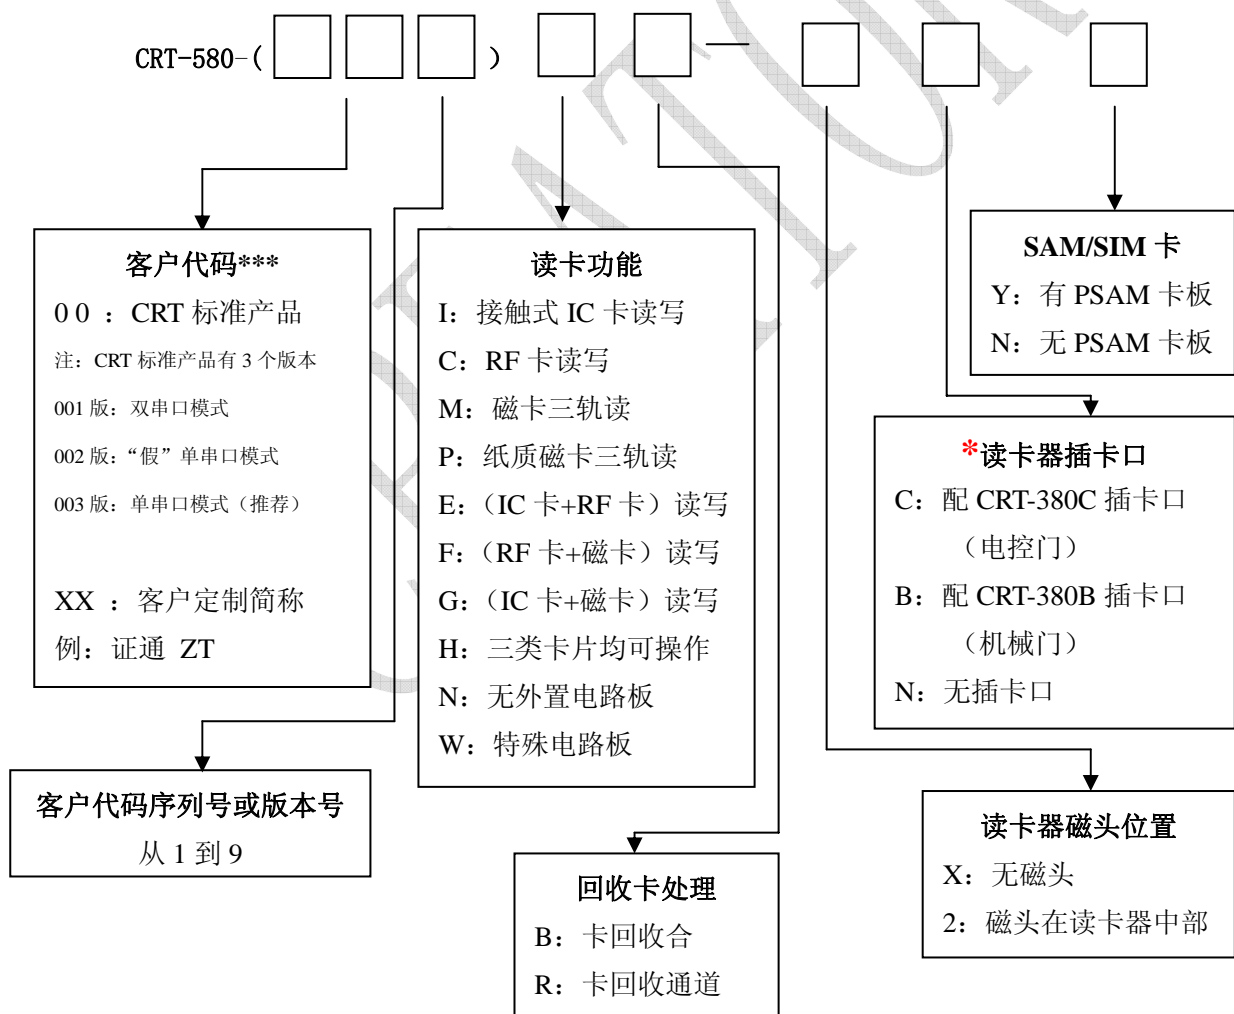 CRT-580-( ) —
客户代码***
0 0 ：CRT 标准产品
注：CRT 标准产品有 3 个版本
001 版：双串口模式
002 版：“假”单串口模式
003 版：单串口模式（推荐）
XX ：客户定制简称
例：证通 ZT
客户代码序列号或版本号
从 1 到 9
读卡功能
I：接触式 IC 卡读写
C：RF 卡读写
M：磁卡三轨读
P：纸质磁卡三轨读
E：（IC 卡+RF 卡）读写
F：（RF 卡+磁卡）读写
G：（IC 卡+磁卡）读写
H：三类卡片均可操作
N：无外置电路板
W：特殊电路板
回收卡处理
B：卡回收合
R：卡回收通道
SAM/SIM 卡
Y：有 PSAM 卡板
N：无 PSAM 卡板
*读卡器插卡口
C：配 CRT-380C 插卡口
（电控门）
B：配 CRT-380B 插卡口
（机械门）
N：无插卡口
读卡器磁头位置
X：无磁头
2：磁头在读卡器中部